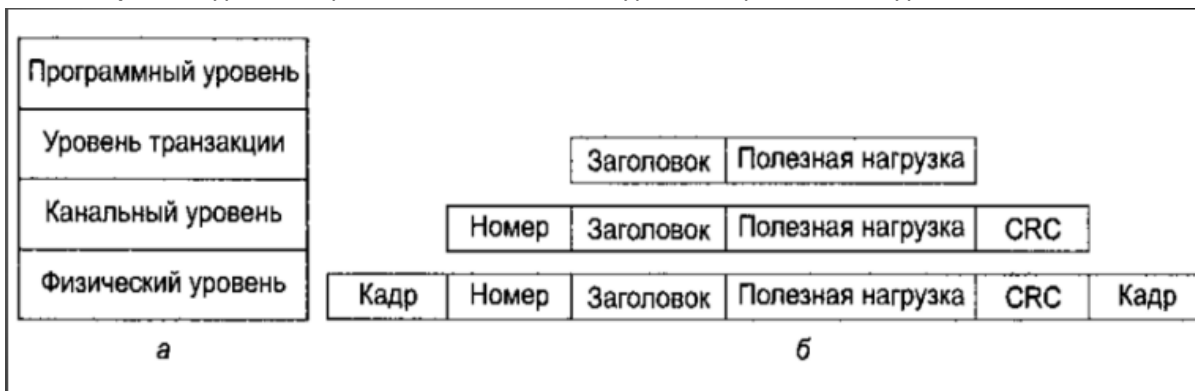 Программный уровень
Уровень транзакции
Заголовок Полезная нагрузка
Канальный уровень
Номер Заголовок Полезная нагрузка CRC
Физический уровень
Кадр Номер Заголовок Полезная нагрузка CRC Кадр
а б